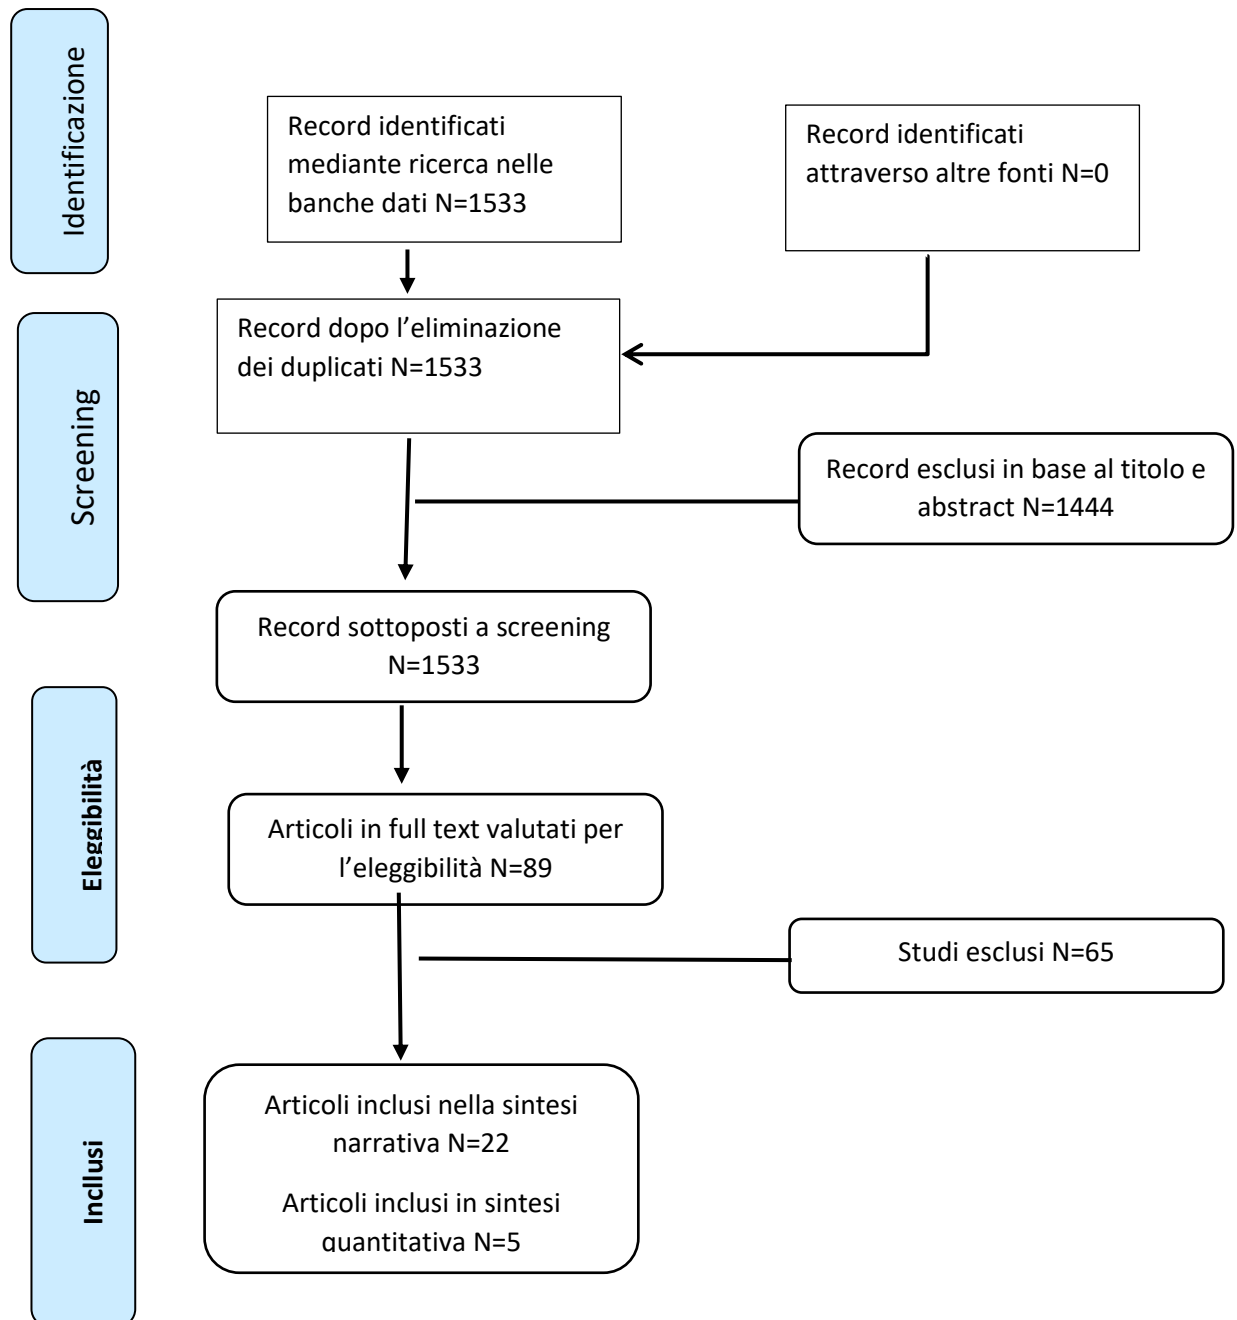 Identificazione
Record identificati
mediante ricerca nelle
banche dati N=1533
Record identificati
attraverso altre fonti N=0
Screening
Record dopo l’eliminazione
dei duplicati N=1533
Record esclusi in base al titolo e
abstract N=1444
Record sottoposti a screening
N=1533
Eleggibilità
Articoli in full text valutati per
l’eleggibilità N=89
Studi esclusi N=65
Incllusi
Articoli inclusi nella sintesi
narrativa N=22
Articoli inclusi in sintesi
quantitativa N=5